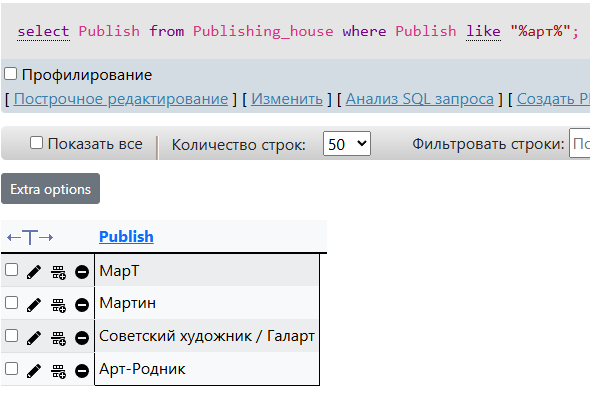 select Publish from Publishing_house where Publish like "%арт%";
Профилирование
[ Построчное редактирование ] [ Изменить ] [ Анализ SQL запроса ] [ Создать P
Показать все Количество строк: 50 Фильтровать строки: По
Extra options
←T→ Publish
МарТ
Мартин
Советский художник / Галарт
Арт-Родник